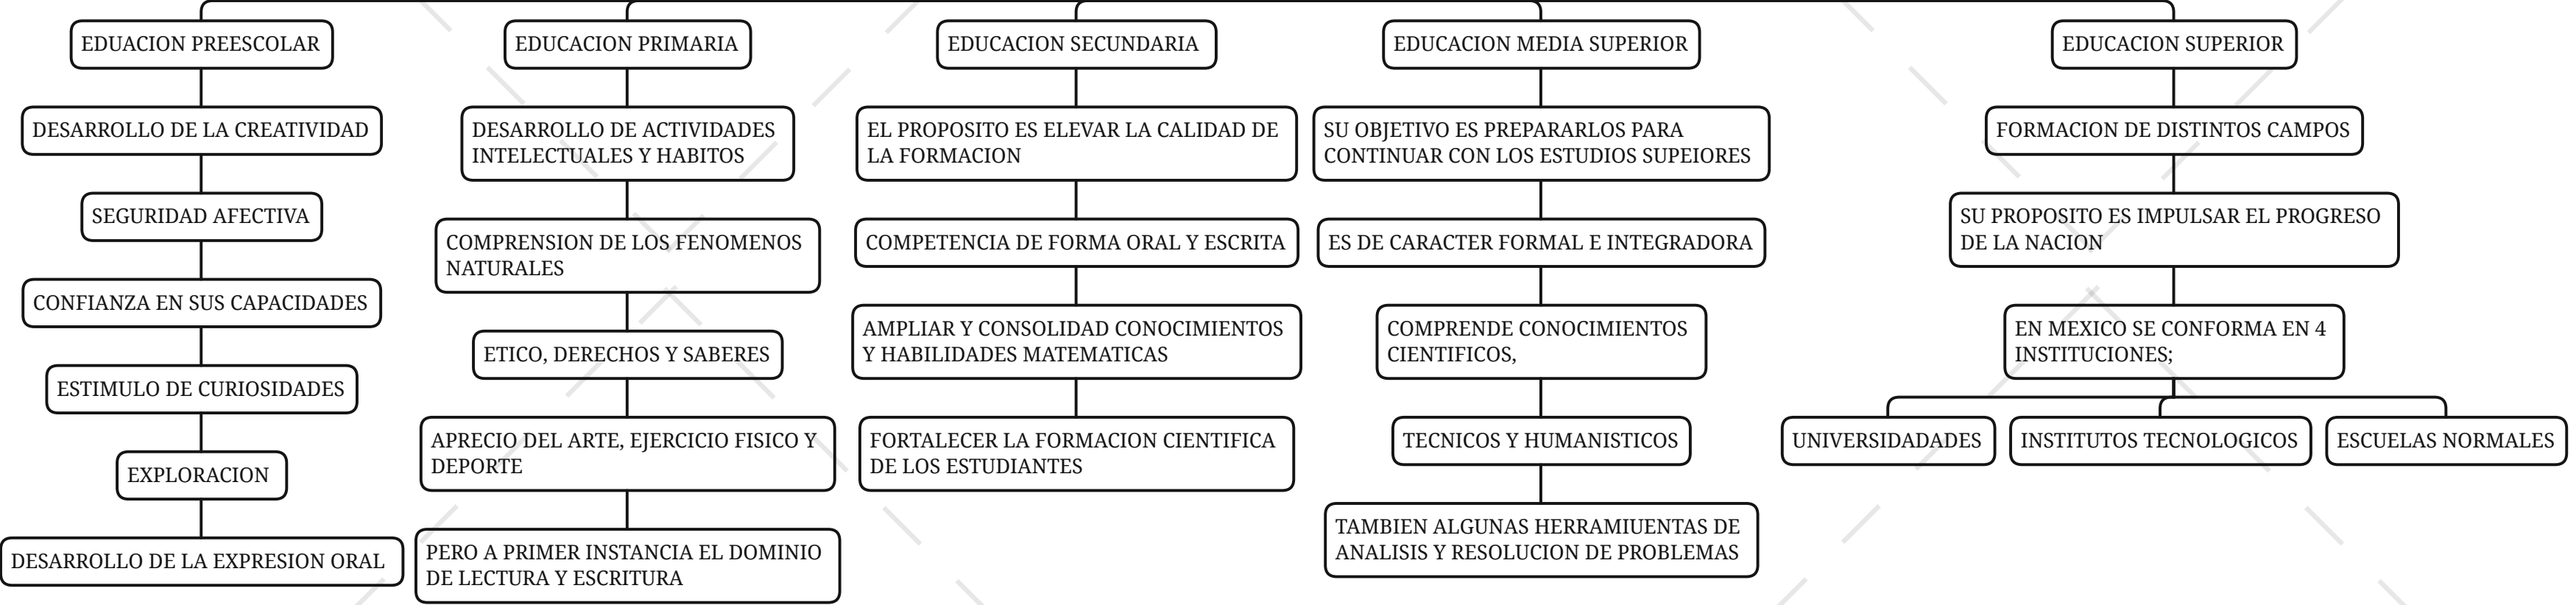 EDUACION PREESCOLAR
DESARROLLO DE LA CREATIVIDAD
SEGURIDAD AFECTIVA
CONFIANZA EN SUS CAPACIDADES
ESTIMULO DE CURIOSIDADES
EXPLORACION
DESARROLLO DE LA EXPRESION ORAL
EDUCACION PRIMARIA
DESARROLLO DE ACTIVIDADES
INTELECTUALES Y HABITOS
COMPRENSION DE LOS FENOMENOS
NATURALES
ETICO, DERECHOS Y SABERES
APRECIO DEL ARTE, EJERCICIO FISICO Y
DEPORTE
PERO A PRIMER INSTANCIA EL DOMINIO
DE LECTURA Y ESCRITURA
EDUCACION SECUNDARIA
EL PROPOSITO ES ELEVAR LA CALIDAD DE
LA FORMACION
COMPETENCIA DE FORMA ORAL Y ESCRITA
AMPLIAR Y CONSOLIDAD CONOCIMIENTOS
Y HABILIDADES MATEMATICAS
FORTALECER LA FORMACION CIENTIFICA
DE LOS ESTUDIANTES
EDUCACION MEDIA SUPERIOR
SU OBJETIVO ES PREPARARLOS PARA
CONTINUAR CON LOS ESTUDIOS SUPEIORES
ES DE CARACTER FORMAL E INTEGRADORA
COMPRENDE CONOCIMIENTOS
CIENTIFICOS,
TECNICOS Y HUMANISTICOS
TAMBIEN ALGUNAS HERRAMIUENTAS DE
ANALISIS Y RESOLUCION DE PROBLEMAS
EDUCACION SUPERIOR
FORMACION DE DISTINTOS CAMPOS
SU PROPOSITO ES IMPULSAR EL PROGRESO
DE LA NACION
EN MEXICO SE CONFORMA EN 4
INSTITUCIONES;
UNIVERSIDADADES
INSTITUTOS TECNOLOGICOS
ESCUELAS NORMALES